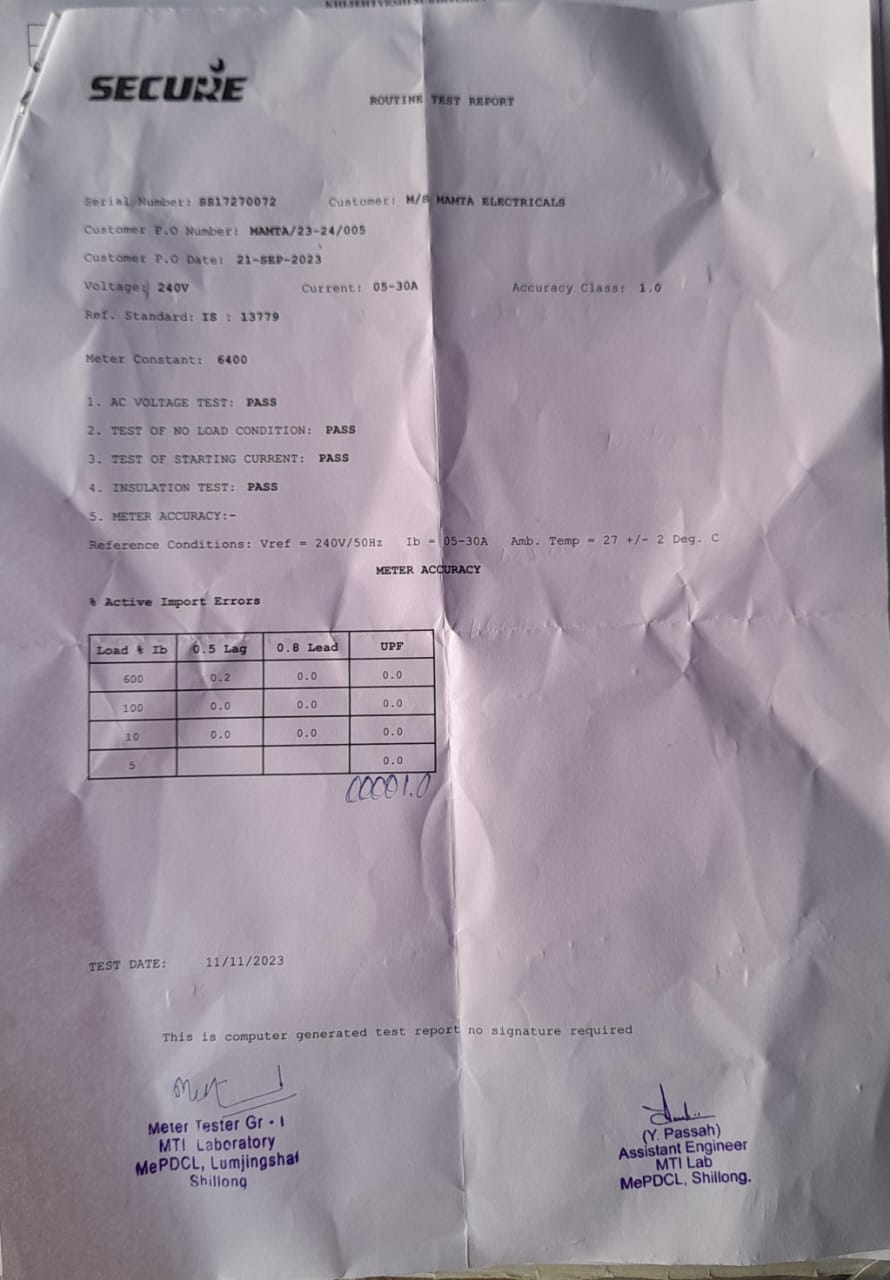 SECURE
ROUTINE TEST REPORT
Serial Number: SS17270072 Customer: M/S MAMTA ELECTRICALS
Customer P.O Number: MAMTA/23-24/005
Customer P.O Date: 21-SEP-2023
Voltage: 240V Current: 05-30A Accuracy Class: 1.0
Ref. Standard: IS : 13779
Meter Constant: 6400
1. AC VOLTAGE TEST: PASS
2. TEST OF NO LOAD CONDITION: PASS
3. TEST OF STARTING CURRENT: PASS
4. INSULATION TEST: PASS
5. METER ACCURACY:-
Reference Conditions: Vref = 240V/50Hz Ib = 05-30A Amb. Temp = 27 +/- 2 Deg. C
METER ACCURACY
% Active Import Errors
Load % Ib 0.5 Lag 0.8 Lead UPF
600 0.2 0.0 0.0
100 0.0 0.0 0.0
10 0.0 0.0 0.0
5 0.0
00001.0
TEST DATE: 11/11/2023
This is computer generated test report no signature required
Meter Tester Gr - I
MTI Laboratory
MePDCL, Lumjingshai
Shillong
(Y. Passah)
Assistant Engineer
MTI Lab
MePDCL, Shillong.